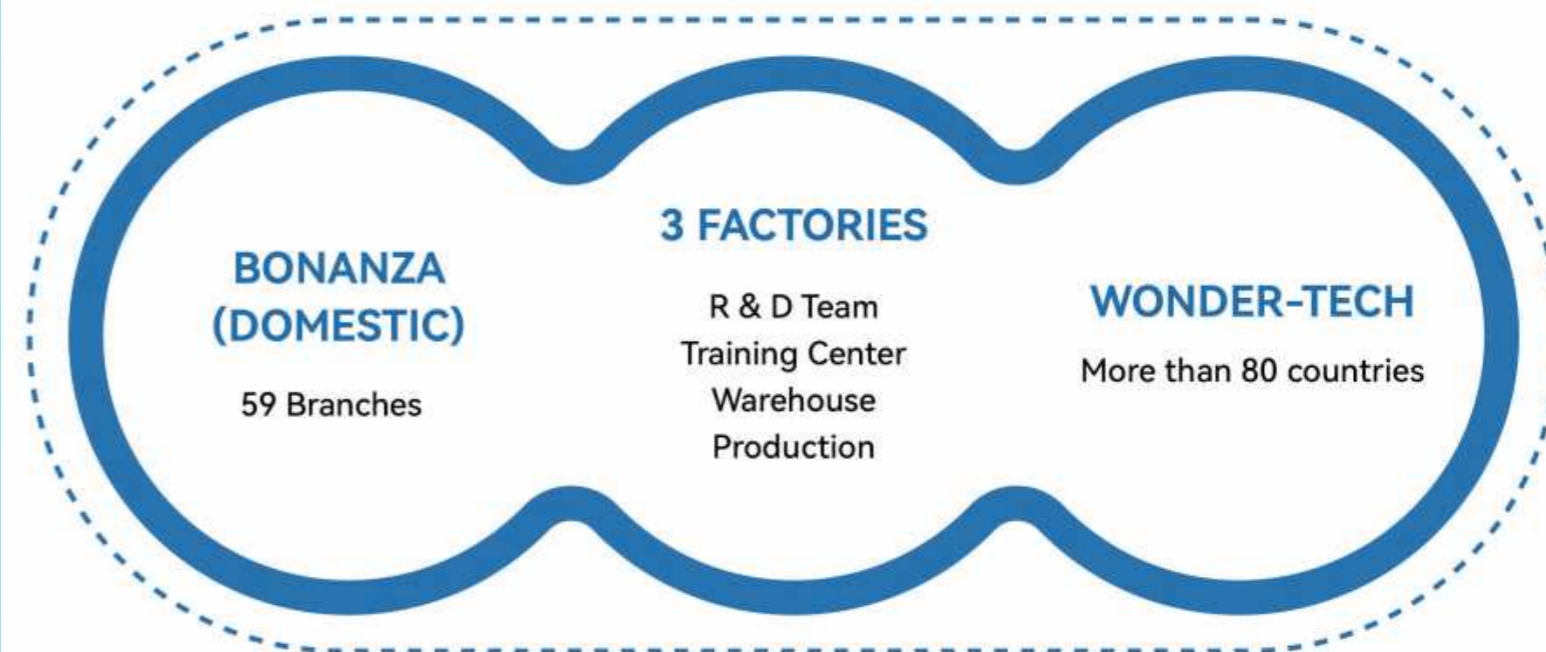 BONANZA
(DOMESTIC)
59 Branches
3 FACTORIES
R & D Team
Training Center
Warehouse
Production
WONDER-TECH
More than 80 countries